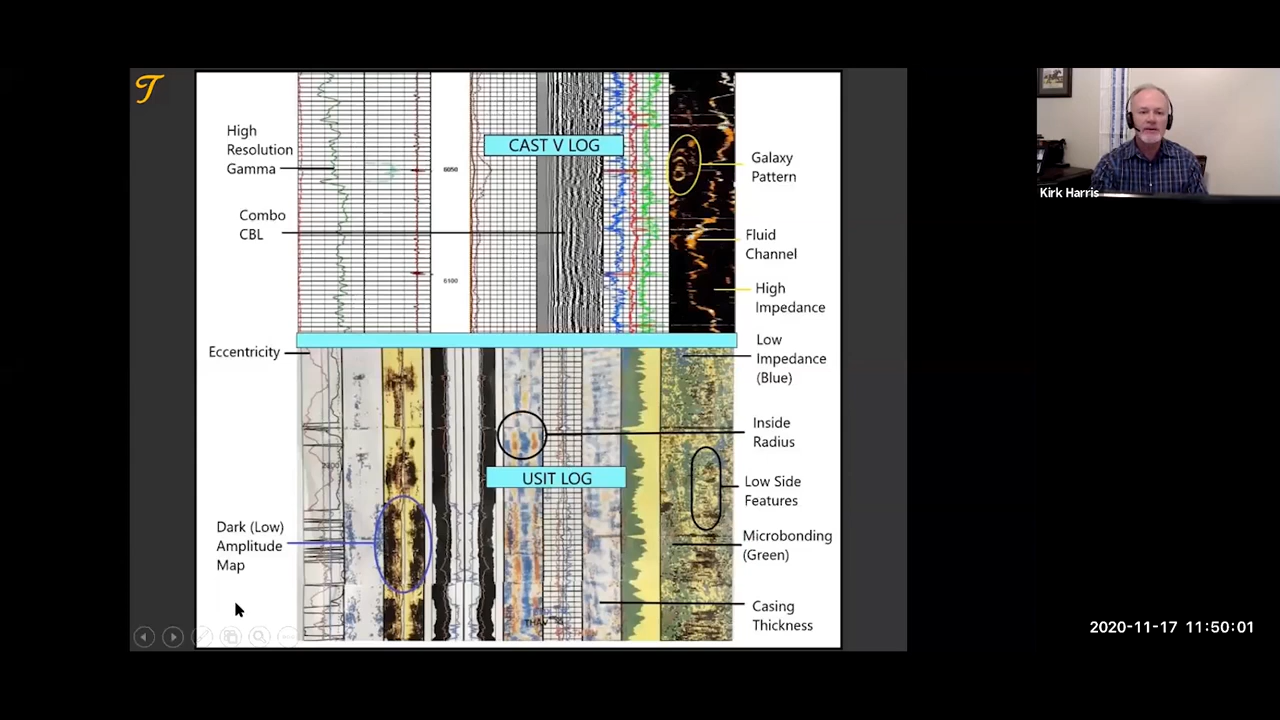 T
High
Resolution
Gamma
Combo
CBL
CAST V LOG
6050
6100
Galaxy
Pattern
Fluid
Channel
High
Impedance
Kirk Harris
Eccentricity
Low
Impedance
(Blue)
Inside
Radius
USIT LOG
Low Side
Features
Dark (Low)
Amplitude
Map
Microbonding
(Green)
Casing
Thickness
2020-11-17 11:50:01